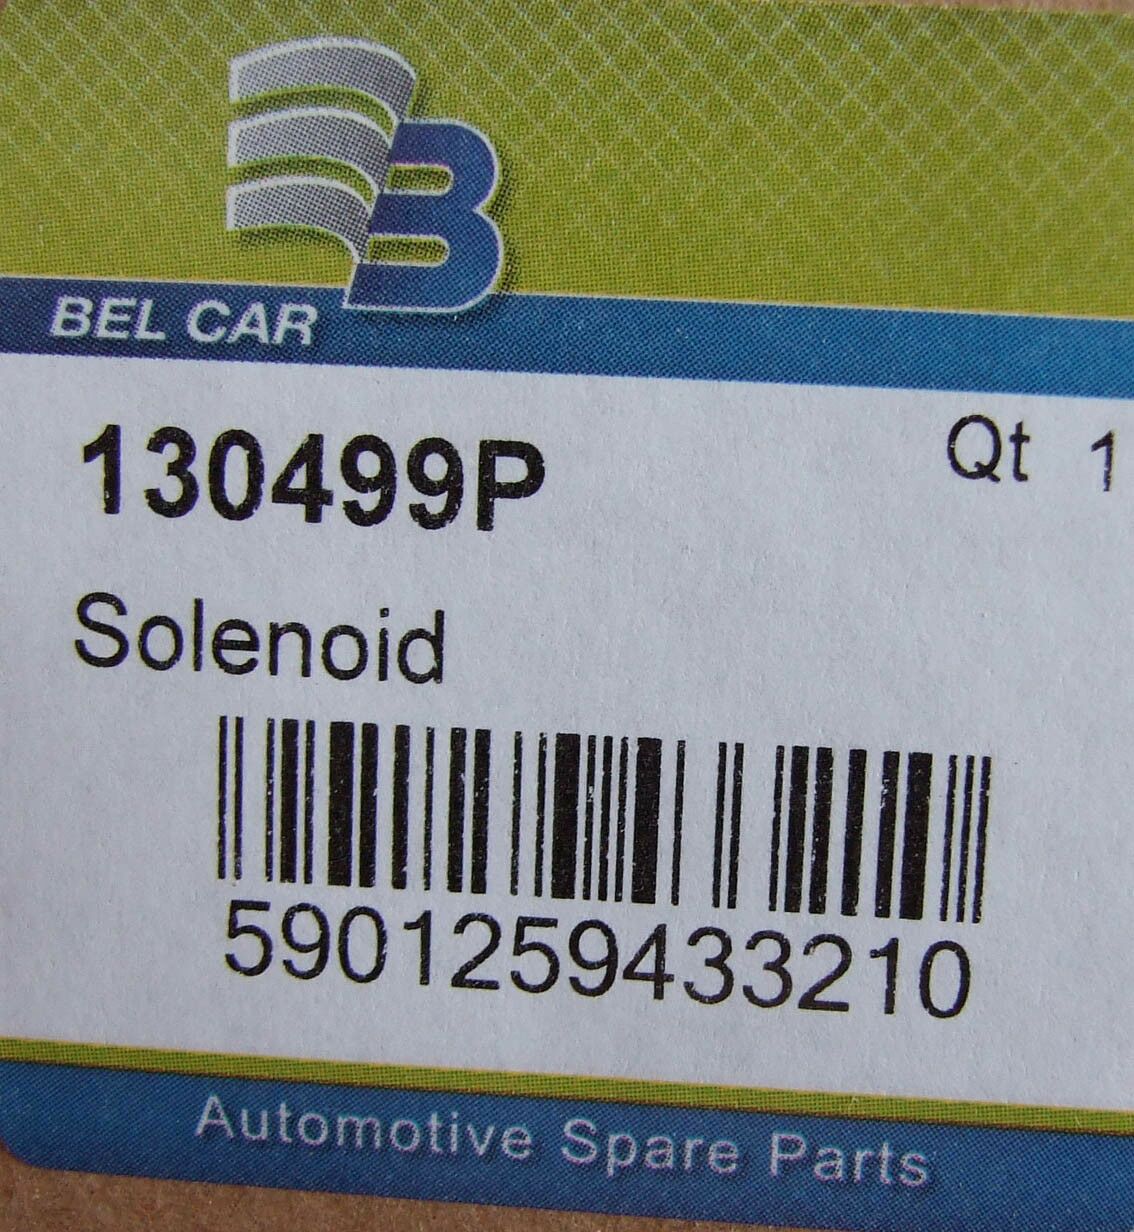 B
BEL CAR
130499P
Qt 1
Solenoid
5901259433210
Automotive Spare Parts